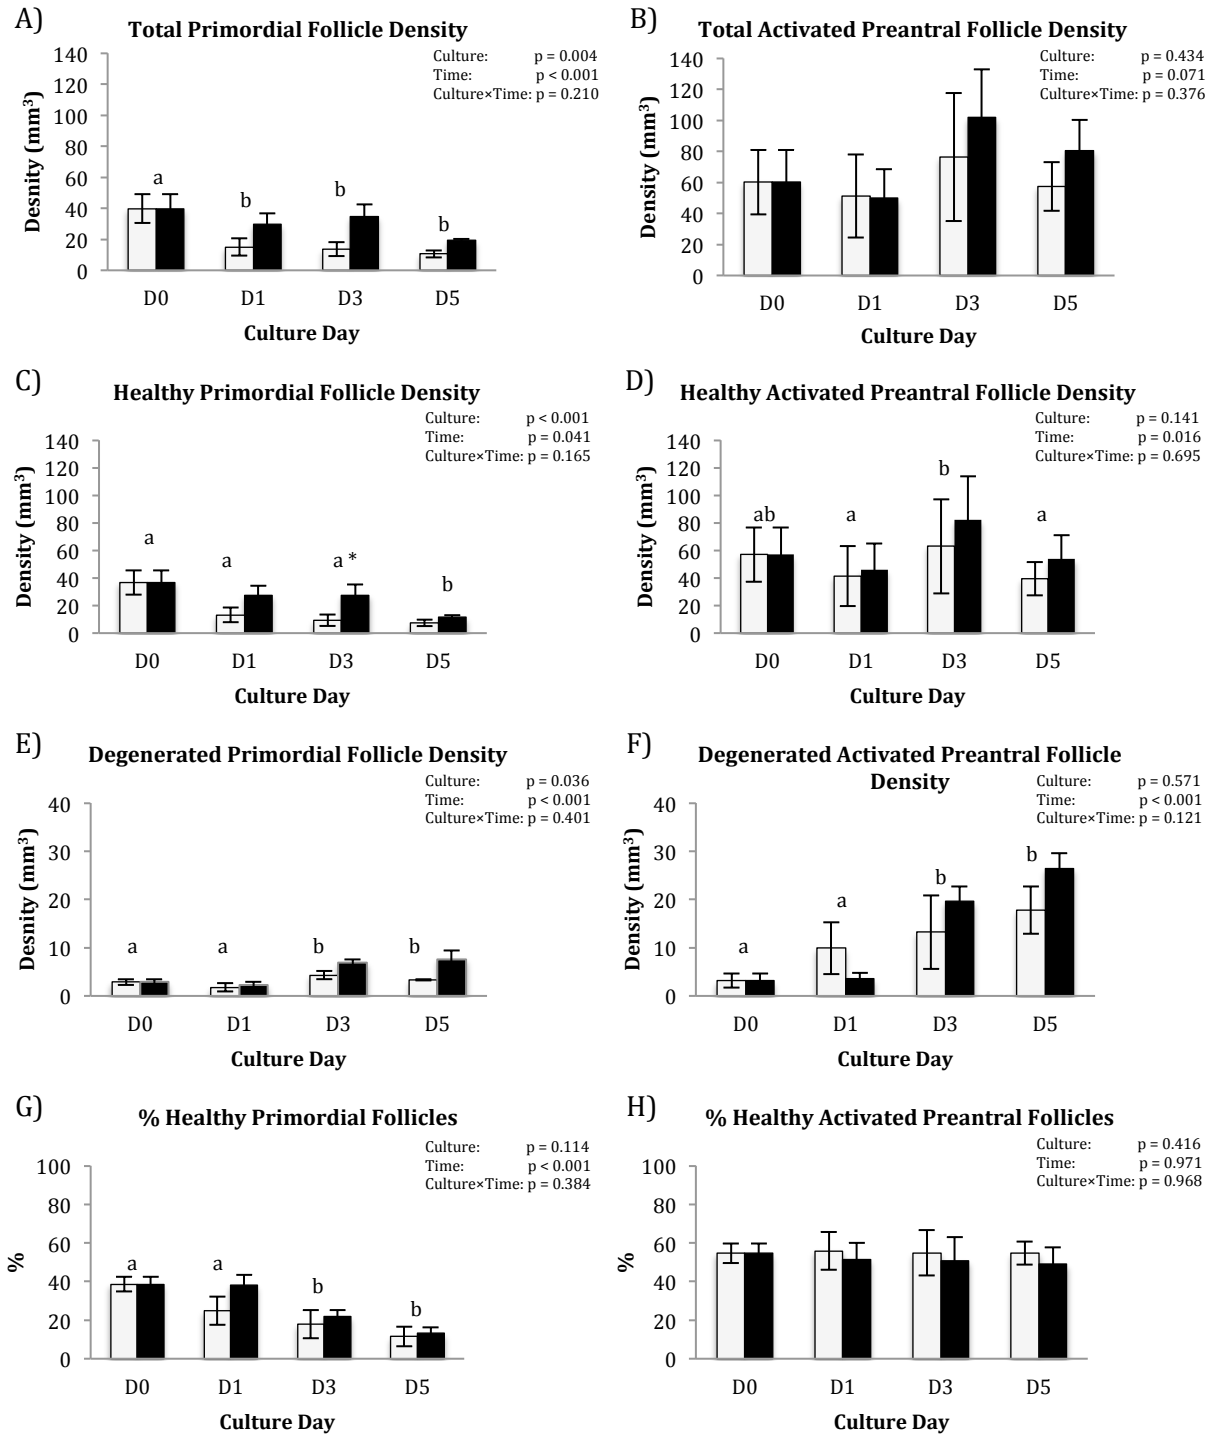 A)
Total Primordial Follicle Density
Culture: p = 0.004
Time: p < 0.001
Culture×Time: p = 0.210
140
120
100
80
60
40
20
0
Desnity (mm³)
a
b
b
b
D0 D1 D3 D5
Culture Day
B)
Total Activated Preantral Follicle Density
Culture: p = 0.434
Time: p = 0.071
Culture×Time: p = 0.376
140
120
100
80
60
40
20
0
Density (mm³)
D0 D1 D3 D5
Culture Day
C)
Healthy Primordial Follicle Density
Culture: p < 0.001
Time: p = 0.041
Culture×Time: p = 0.165
140
120
100
80
60
40
20
0
Density (mm³)
a
a
a *
b
D0 D1 D3 D5
Culture Day
D)
Healthy Activated Preantral Follicle Density
Culture: p = 0.141
Time: p = 0.016
Culture×Time: p = 0.695
140
120
100
80
60
40
20
0
Density (mm³)
ab
a
b
a
D0 D1 D3 D5
Culture Day
E)
Degenerated Primordial Follicle Density
Culture: p = 0.036
Time: p < 0.001
Culture×Time: p = 0.401
40
30
20
10
0
Desnity (mm³)
a
a
b
b
D0 D1 D3 D5
Culture Day
F)
Degenerated Activated Preantral Follicle
Density
Culture: p = 0.571
Time: p < 0.001
Culture×Time: p = 0.121
40
30
20
10
0
Density (mm³)
a
a
b
b
D0 D1 D3 D5
Culture Day
G)
% Healthy Primordial Follicles
Culture: p = 0.114
Time: p < 0.001
Culture×Time: p = 0.384
100
80
60
40
20
0
%
a
a
b
b
D0 D1 D3 D5
Culture Day
H)
% Healthy Activated Preantral Follicles
Culture: p = 0.416
Time: p = 0.971
Culture×Time: p = 0.968
100
80
60
40
20
0
%
D0 D1 D3 D5
Culture Day